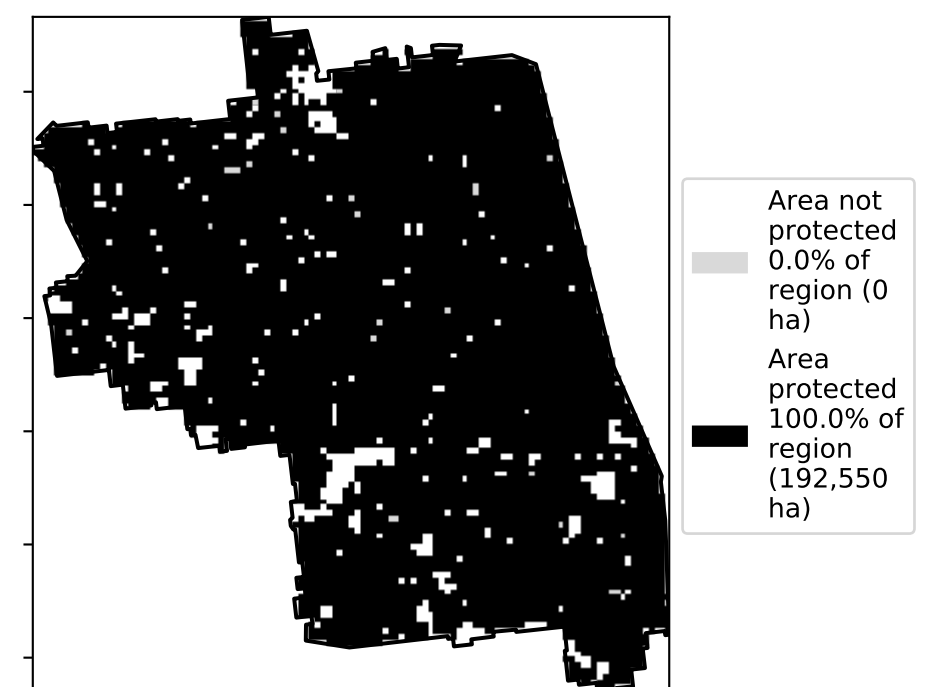 Area not
protected
0.0% of
region (0
ha)
Area
protected
100.0% of
region
(192,550
ha)